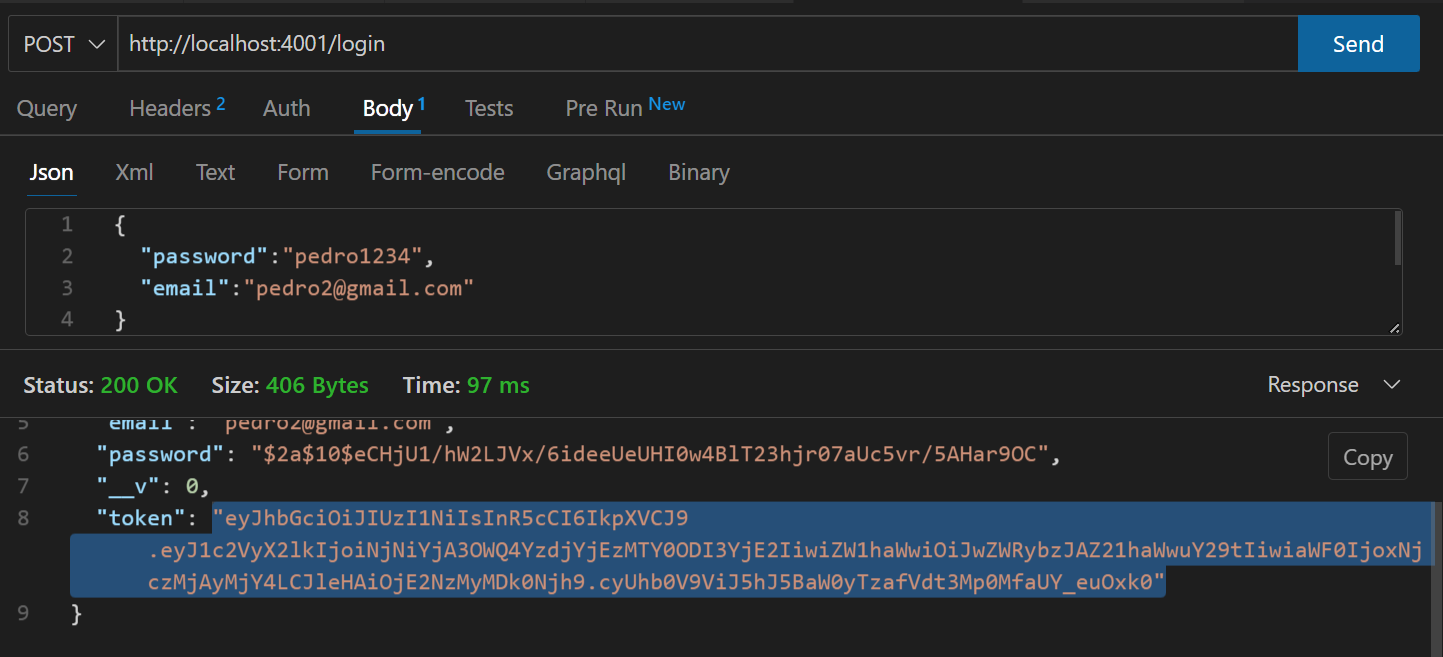 POST http://localhost:4001/login Send
Query Headers 2 Auth Body 1 Tests Pre Run New
Json Xml Text Form Form-encode Graphql Binary
1 {
2 "password":"pedro1234",
3 "email":"pedro2@gmail.com"
4 }
Status: 200 OK Size: 406 Bytes Time: 97 ms Response
5 "email": "pedro2@gmail.com",
6 "password": "$2a$10$eCHjU1/hW2LJVx/6ideeUeUHI0w4BlT23hjr07aUc5vr/5AHar9OC", Copy
7 "__v": 0,
8 "token": "eyJhbGciOiJIUzI1NiIsInR5cCI6IkpXVCJ9
.eyJ1c2VyX2lkIjoiNjNiYjA3OWQ4YzdjYjEzMTY0ODI3YjE2IiwiZW1haWwiOiJwZWRybzJAZ21haWwuY29tIiwiaWF0IjoxNj
czMjAyMjY4LCJleHAiOjE2NzMyMDk0Njh9.cyUhb0V9ViJ5hJ5BaW0yTzafVdt3Mp0MfaUY_euOxk0"
9 }